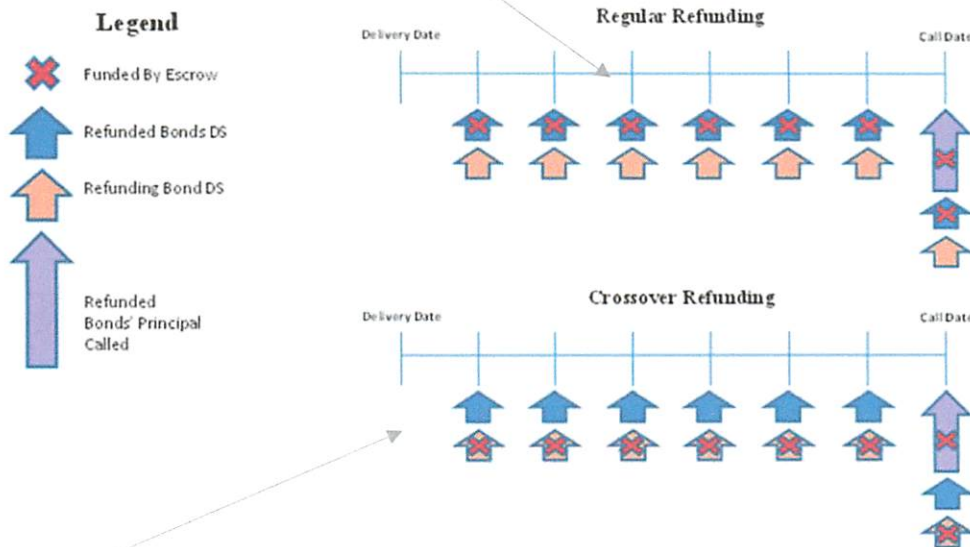 Legend
Funded By Escrow
Refunded Bonds DS
Refunding Bond DS
Refunded
Bonds' Principal
Called
Regular Refunding
Delivery Date
Call Date
Crossover Refunding
Delivery Date
Call Date